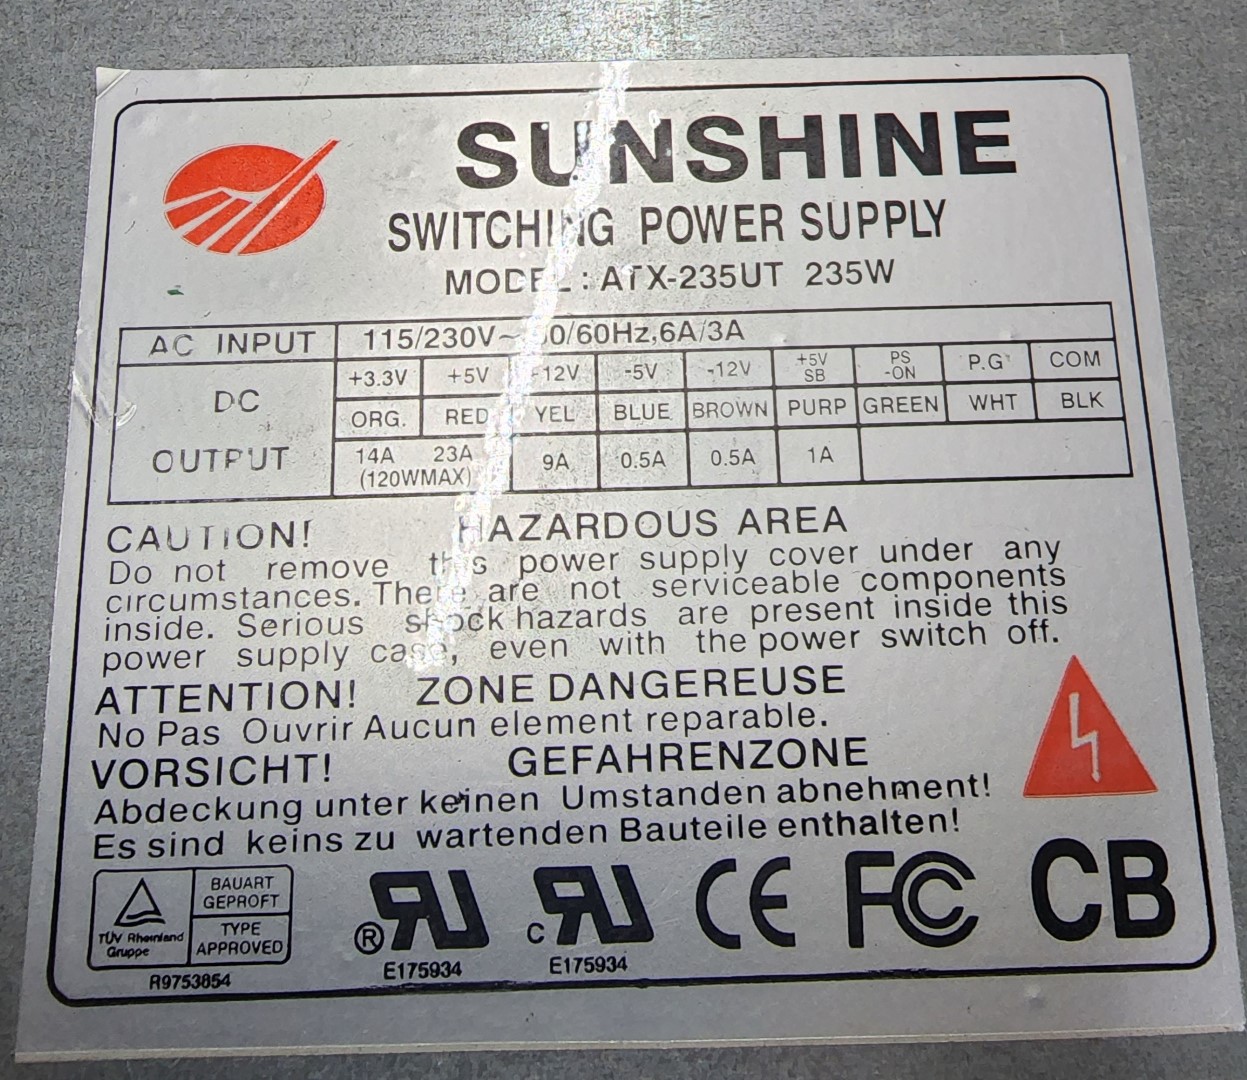 SUNSHINE
SWITCHING POWER SUPPLY
MODEL : ATX-235UT 235W
AC INPUT 115/230V~ 50/60Hz,6A/3A
DC OUTPUT
+3.3V +5V +12V -5V -12V +5V SB PS -ON P.G COM
ORG. RED YEL BLUE BROWN PURP GREEN WHT BLK
14A 23A 9A 0.5A 0.5A 1A
(120WMAX)
CAUTION! HAZARDOUS AREA
Do not remove this power supply cover under any
circumstances. There are not serviceable components
inside. Serious shock hazards are present inside this
power supply case, even with the power switch off.
ATTENTION! ZONE DANGEREUSE
No Pas Ouvrir Aucun element reparable.
VORSICHT! GEFAHRENZONE
Abdeckung unter keinen Umstanden abnehment!
Es sind keins zu wartenden Bauteile enthalten!
TÜV Rheinland
Gruppe
BAUART
GEPROFT
TYPE
APPROVED
R9753854
® RU
E175934
c RU
E175934
CE
FC
CB